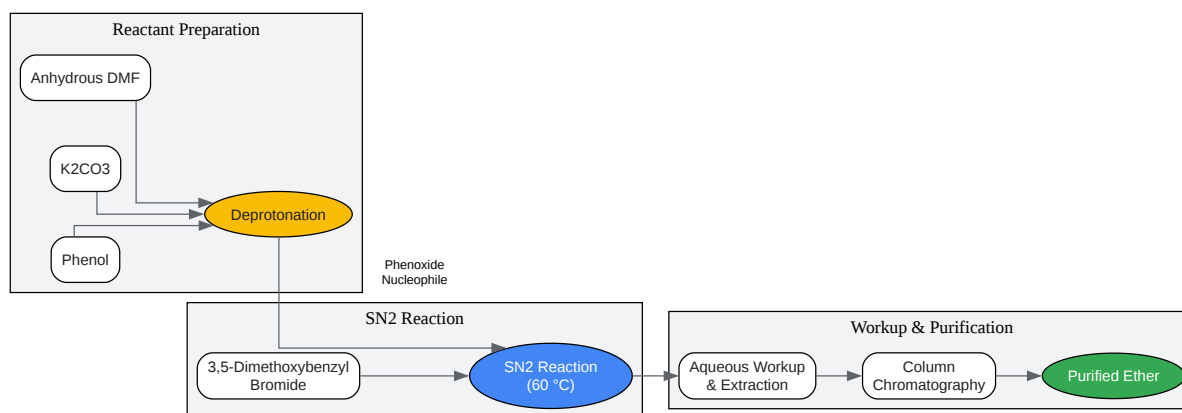 Reactant Preparation
Anhydrous DMF
K2CO3
Deprotonation
Phenol
Phenoxide
Nucleophile
SN2 Reaction
3,5-Dimethoxybenzyl
Bromide
SN2 Reaction
(60 °C)
Workup & Purification
Aqueous Workup
& Extraction
Column
Chromatography
Purified Ether